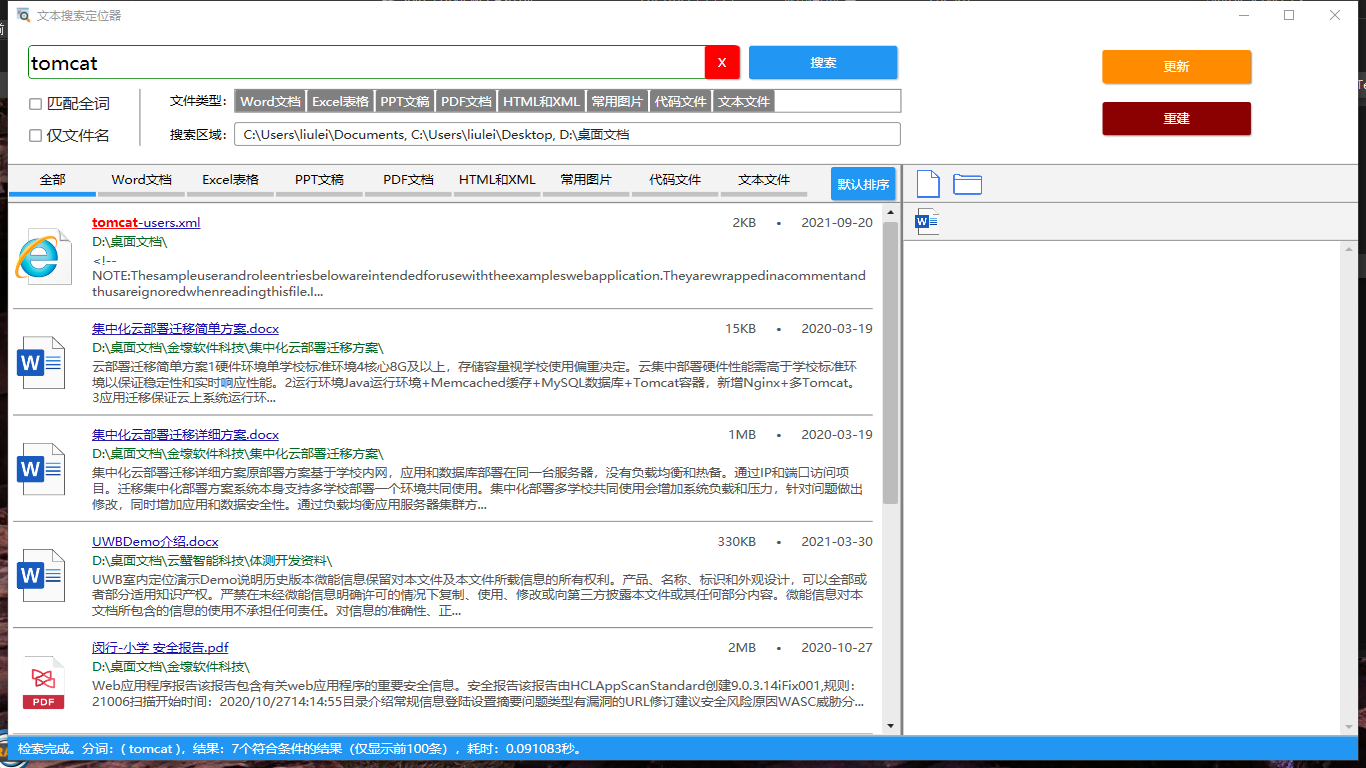 文本搜索定位器
tomcat X 搜索 更新
匹配全词 文件类型: Word文档 Excel表格 PPT文稿 PDF文档 HTML和XML 常用图片 代码文件 文本文件
重建
仅文件名 搜索区域: C:\Users\liulei\Documents, C:\Users\liulei\Desktop, D:\桌面文档
全部 Word文档 Excel表格 PPT文稿 PDF文档 HTML和XML 常用图片 代码文件 文本文件 默认排序
tomcat-users.xml 2KB • 2021-09-20
D:\桌面文档\
<!--
NOTE:Thesampleuserandroleentriesbelowareintendedforusewiththeexampleswebapplication.Theyarewrappedinacommentand
thusareignoredwhenreadingthisfile.I...
集中化云部署迁移简单方案.docx 15KB • 2020-03-19
D:\桌面文档\金壕软件科技\集中化云部署迁移方案\
云部署迁移简单方案1硬件环境单学校标准环境4核心8G及以上，存储容量视学校使用偏重决定。云集中部署硬件性能需高于学校标准环
境以保证稳定性和实时响应性能。2运行环境Java运行环境+Memcached缓存+MySQL数据库+Tomcat容器，新增Nginx+多Tomcat。
3应用迁移保证云上系统运行环...
集中化云部署迁移详细方案.docx 1MB • 2020-03-19
D:\桌面文档\金壕软件科技\集中化云部署迁移方案\
集中化云部署迁移详细方案原部署方案基于学校内网，应用和数据库部署在同一台服务器，没有负载均衡和热备。通过IP和端口访问项
目。迁移集中化部署方案系统本身支持多学校部署一个环境共同使用。集中化部署多学校共同使用会增加系统负载和压力，针对问题做出
修改，同时增加应用和数据安全性。通过负载均衡应用服务器集群方...
UWBDemo介绍.docx 330KB • 2021-03-30
D:\桌面文档\云蟹智能科技\体测开发资料\
UWB室内定位演示Demo说明历史版本微能信息保留对本文件及本文件所载信息的所有权利。产品、名称、标识和外观设计，可以全部或
者部分适用知识产权。严禁在未经微能信息明确许可的情况下复制、使用、修改或向第三方披露本文件或其任何部分内容。微能信息对本
文档所包含的信息的使用不承担任何责任。对信息的准确性、正...
闵行-小学 安全报告.pdf 2MB • 2020-10-27
D:\桌面文档\金壕软件科技\
Web应用程序报告该报告包含有关web应用程序的重要安全信息。安全报告该报告由HCLAppScanStandard创建9.0.3.14iFix001,规则:
21006扫描开始时间：2020/10/2714:14:55目录介绍常规信息登陆设置摘要问题类型有漏洞的URL修订建议安全风险原因WASC威胁分...
PDF
检索完成。分词：( tomcat )，结果：7个符合条件的结果（仅显示前100条），耗时：0.091083秒。